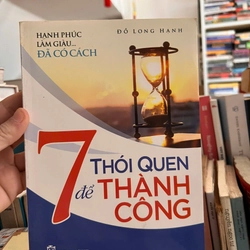 HẠNH PHÚC
LÀM GIÀU...
ĐÃ CÓ CÁCH
ĐỖ LONG HẠNH
7 THÓI QUEN
để THÀNH
CÔNG